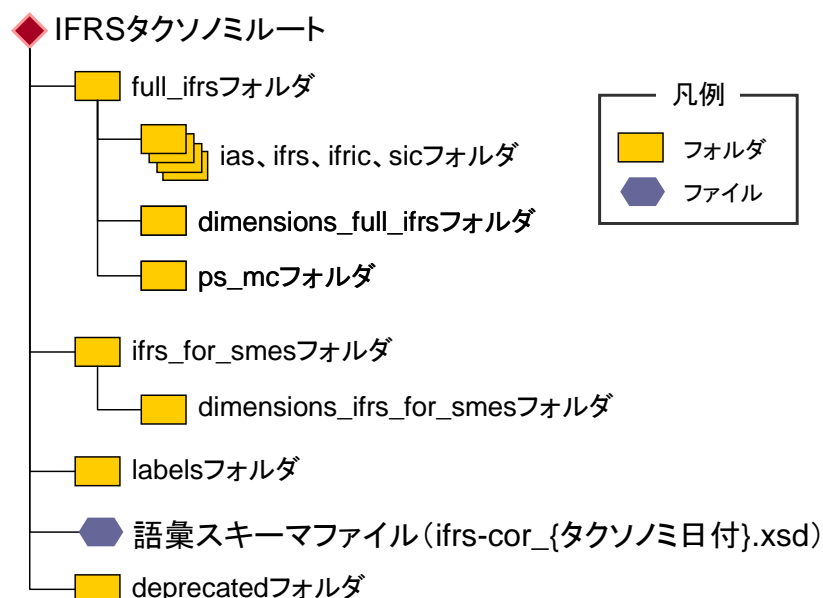 IFRSタクソノミルート
full_ifrsフォルダ
凡例
フォルダ
ファイル
ias、ifrs、ifric、sicフォルダ
dimensions_full_ifrsフォルダ
ps_mcフォルダ
ifrs_for_smesフォルダ
dimensions_ifrs_for_smesフォルダ
labelsフォルダ
語彙スキーマファイル（ifrs-cor_{タクソノミ日付}.xsd）
deprecatedフォルダ